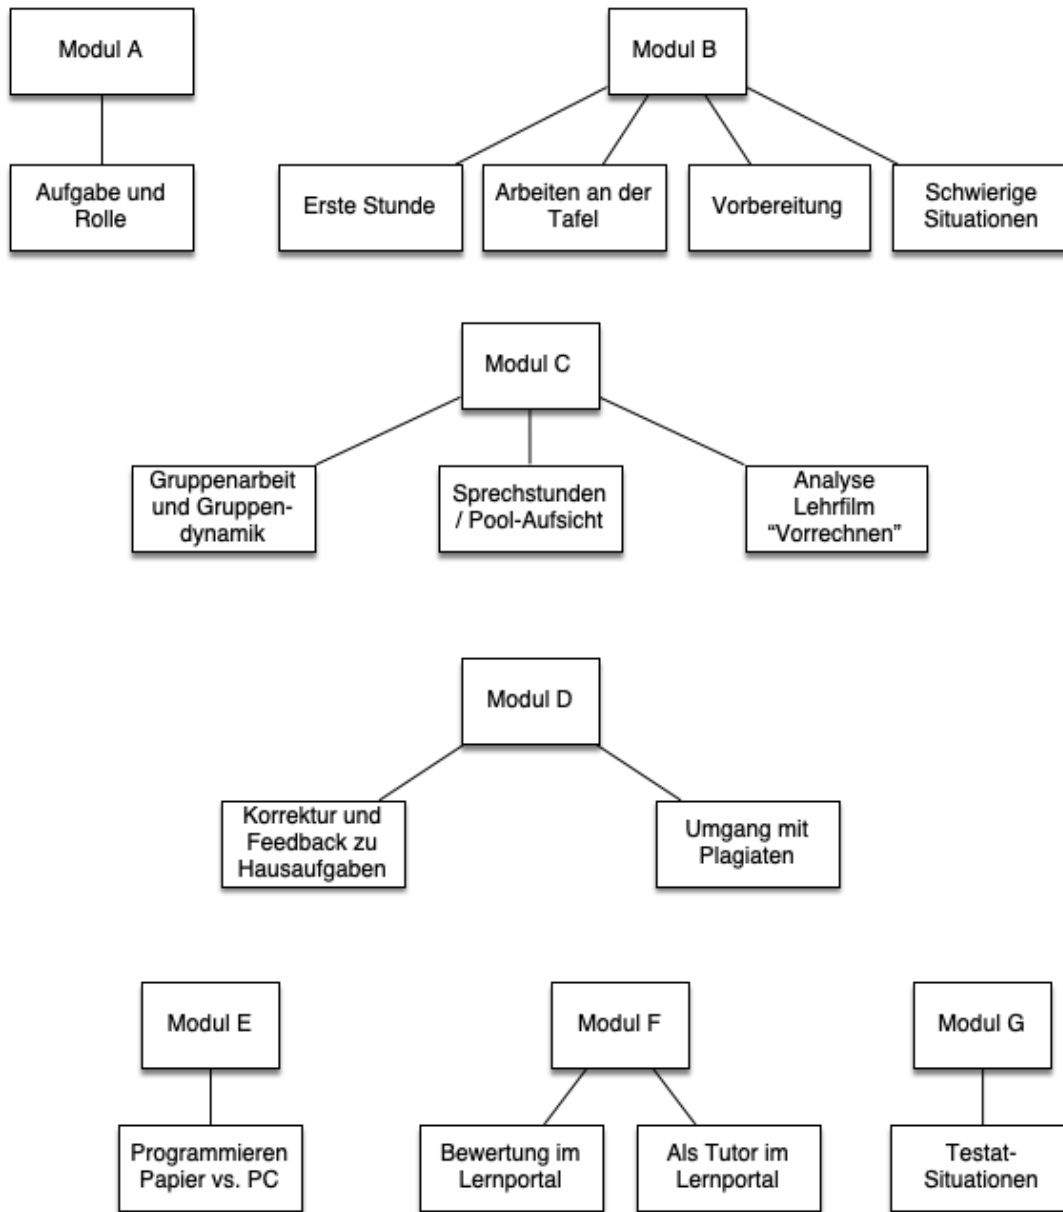 Modul A
Modul B
Aufgabe und
Rolle
Erste Stunde
Arbeiten an der
Tafel
Vorbereitung
Schwierige
Situationen
Modul C
Gruppenarbeit
und Gruppen-
dynamik
Sprechstunden
/ Pool-Aufsicht
Analyse
Lehrfilm
“Vorrechnen”
Modul D
Korrektur und
Feedback zu
Hausaufgaben
Umgang mit
Plagiaten
Modul E
Modul F
Modul G
Programmieren
Papier vs. PC
Bewertung im
Lernportal
Als Tutor im
Lernportal
Testat-
Situationen